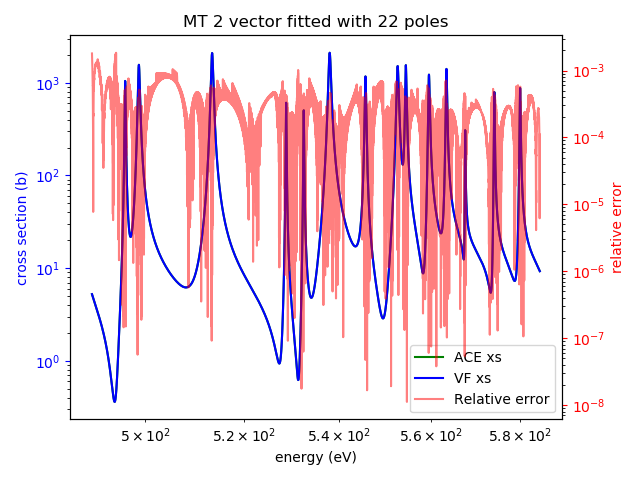 MT 2 vector fitted with 22 poles
10³
10²
10¹
10⁰
cross section (b)
10⁻³
10⁻⁴
10⁻⁵
10⁻⁶
10⁻⁷
10⁻⁸
relative error
ACE xs
VF xs
Relative error
5 × 10² 5.2 × 10² 5.4 × 10² 5.6 × 10² 5.8 × 10²
energy (eV)